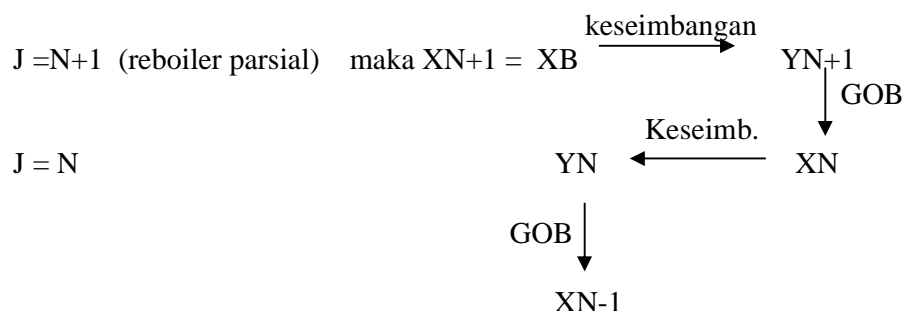 keseimbangan
J =N+1 (reboiler parsial) maka XN+1 = XB YN+1
GOB
Keseimb.
J = N YN XN
GOB
XN-1